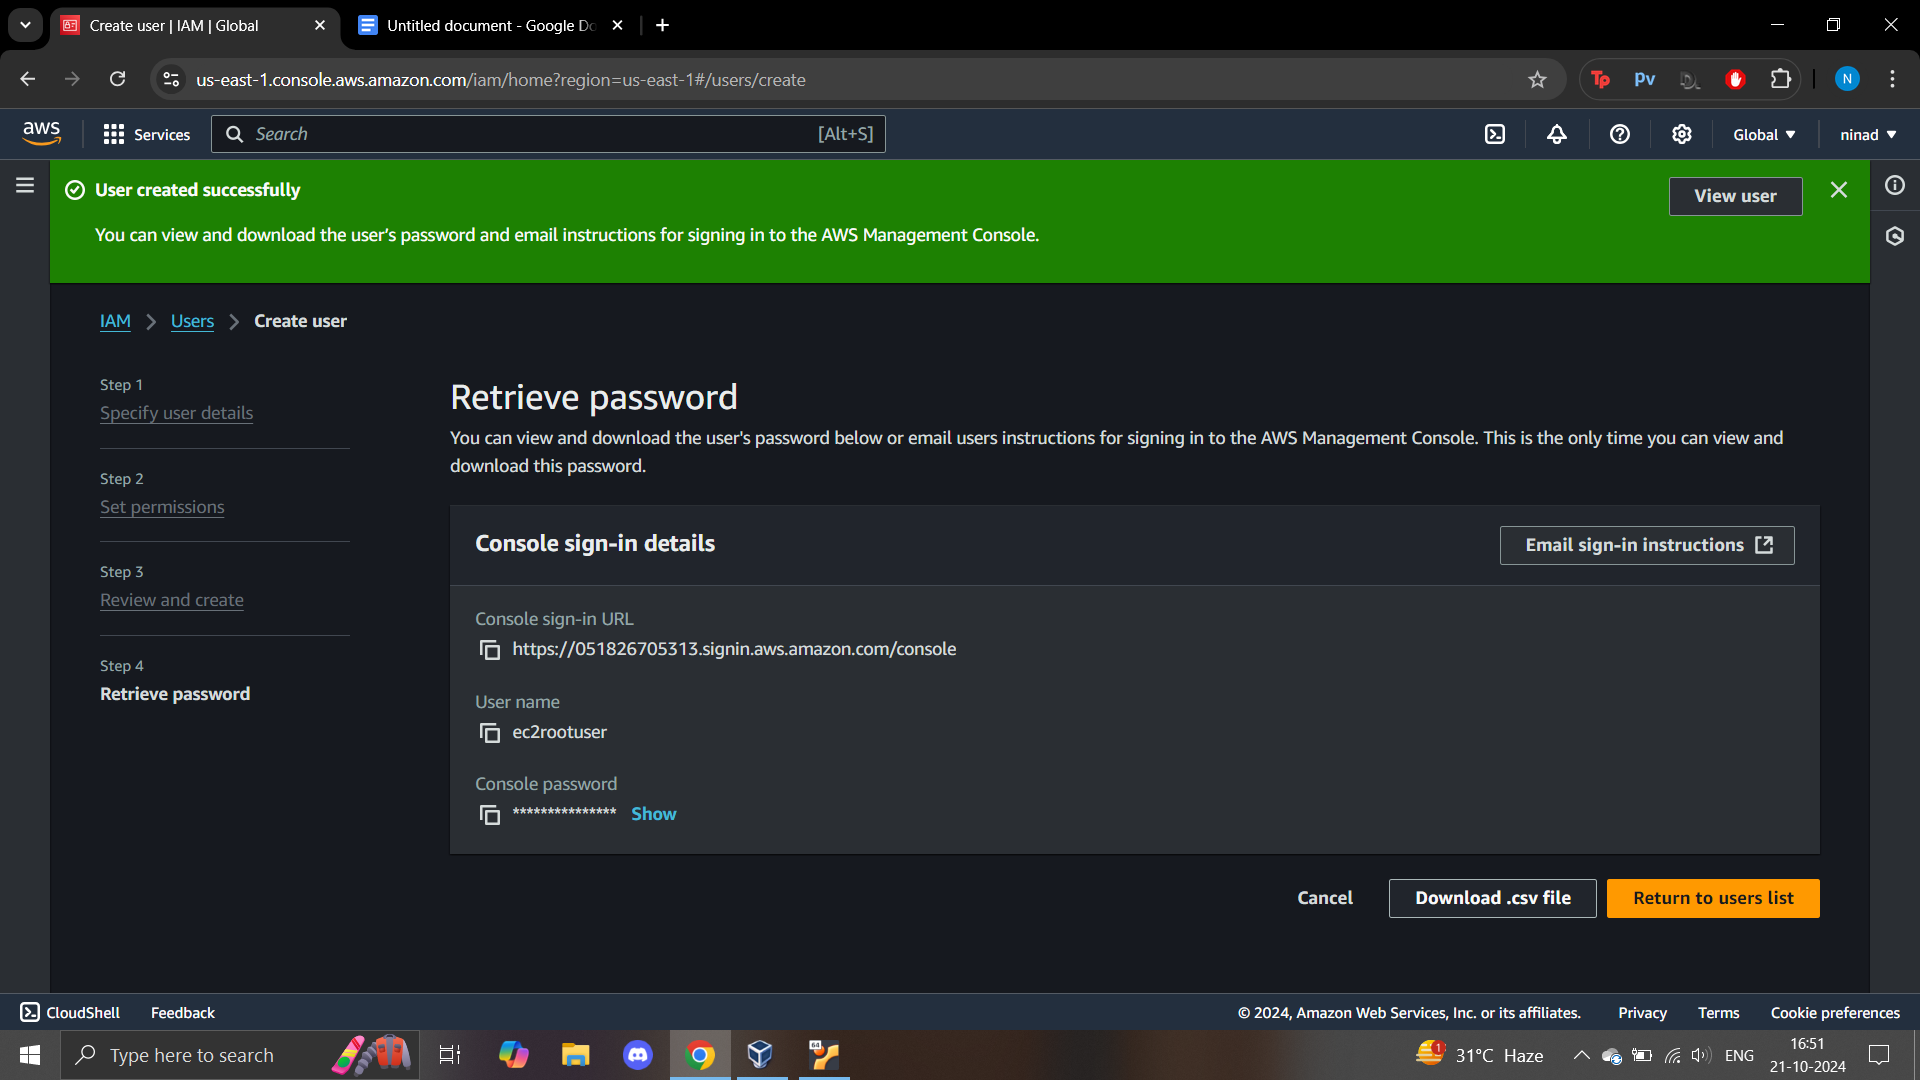 Create user | IAM | Global
Untitled document - Google Do
us-east-1.console.aws.amazon.com/iam/home?region=us-east-1#/users/create
Tp
Pv
N
aws
Services
Search
[Alt+S]
Global
ninad
User created successfully
You can view and download the user's password and email instructions for signing in to the AWS Management Console.
View user
IAM
Users
Create user
Step 1
Specify user details
Step 2
Set permissions
Step 3
Review and create
Step 4
Retrieve password
Retrieve password
You can view and download the user's password below or email users instructions for signing in to the AWS Management Console. This is the only time you can view and
download this password.
Console sign-in details
Email sign-in instructions
Console sign-in URL
https://051826705313.signin.aws.amazon.com/console
User name
ec2rootuser
Console password
***************
Show
Cancel
Download .csv file
Return to users list
CloudShell
Feedback
© 2024, Amazon Web Services, Inc. or its affiliates.
Privacy
Terms
Cookie preferences
Type here to search
64
1
31°C Haze
ENG
16:51
21-10-2024